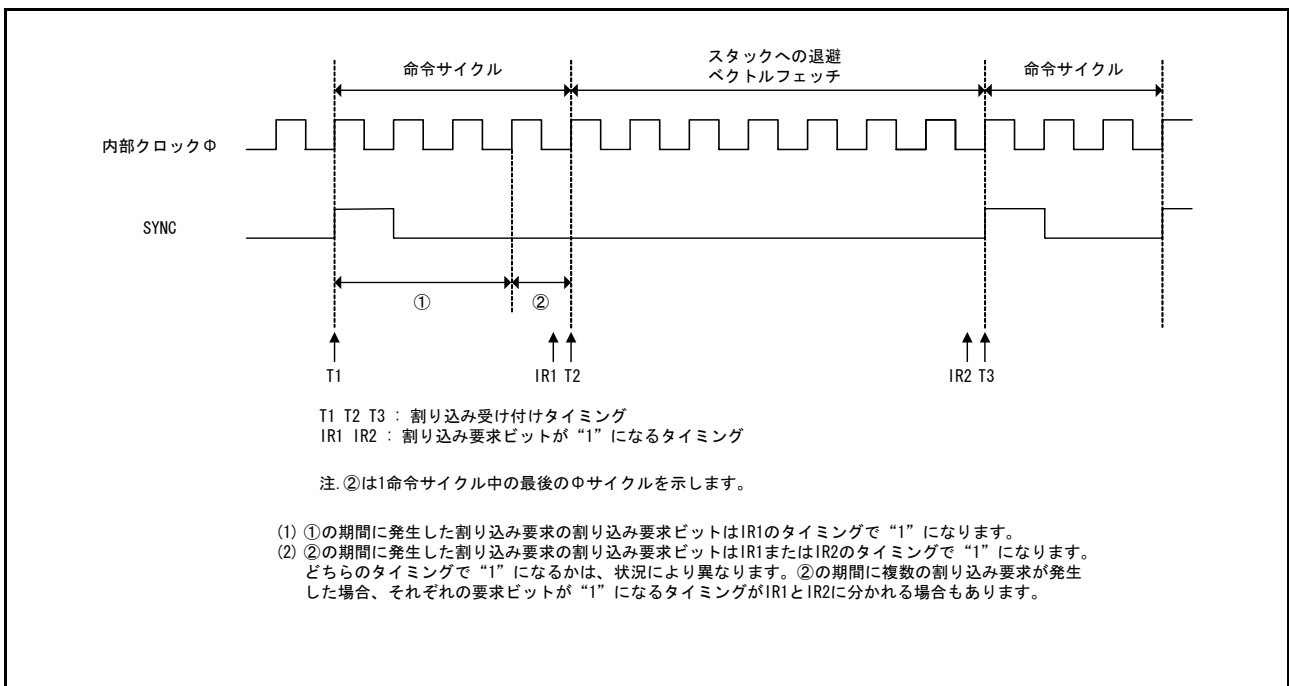 命令サイクル
スタックへの退避
ベクトルフェッチ
命令サイクル
内部クロックΦ
SYNC
①
②
T1
IR1 T2
IR2 T3
T1 T2 T3 : 割り込み受け付けタイミング
IR1 IR2 : 割り込み要求ビットが“1”になるタイミング
注.②は1命令サイクル中の最後のΦサイクルを示します。
(1) ①の期間に発生した割り込み要求の割り込み要求ビットはIR1のタイミングで“1”になります。
(2) ②の期間に発生した割り込み要求の割り込み要求ビットはIR1またはIR2のタイミングで“1”になります。
どちらのタイミングで“1”になるかは、状況により異なります。②の期間に複数の割り込み要求が発生
した場合、それぞれの要求ビットが“1”になるタイミングがIR1とIR2に分かれる場合もあります。